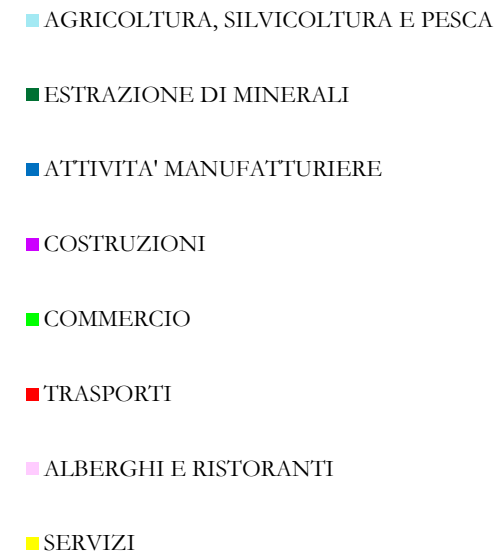 AGRICOLTURA, SILVICOLTURA E PESCA
ESTRAZIONE DI MINERALI
ATTIVITA' MANUFATTURIERE
COSTRUZIONI
COMMERCIO
TRASPORTI
ALBERGHI E RISTORANTI
SERVIZI